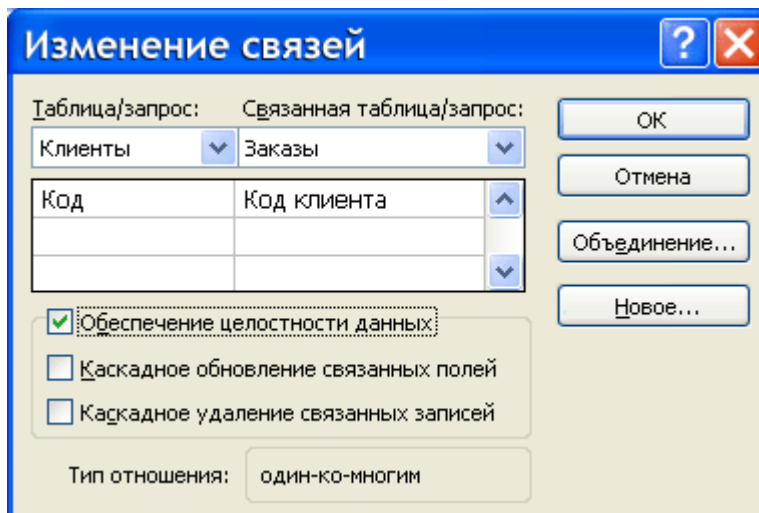 Изменение связей
Таблица/запрос: Связанная таблица/запрос:
Клиенты Заказы
Код Код клиента
Обеспечение целостности данных
Каскадное обновление связанных полей
Каскадное удаление связанных записей
Тип отношения: один-ко-многим
ОК
Отмена
Объединение...
Новое...